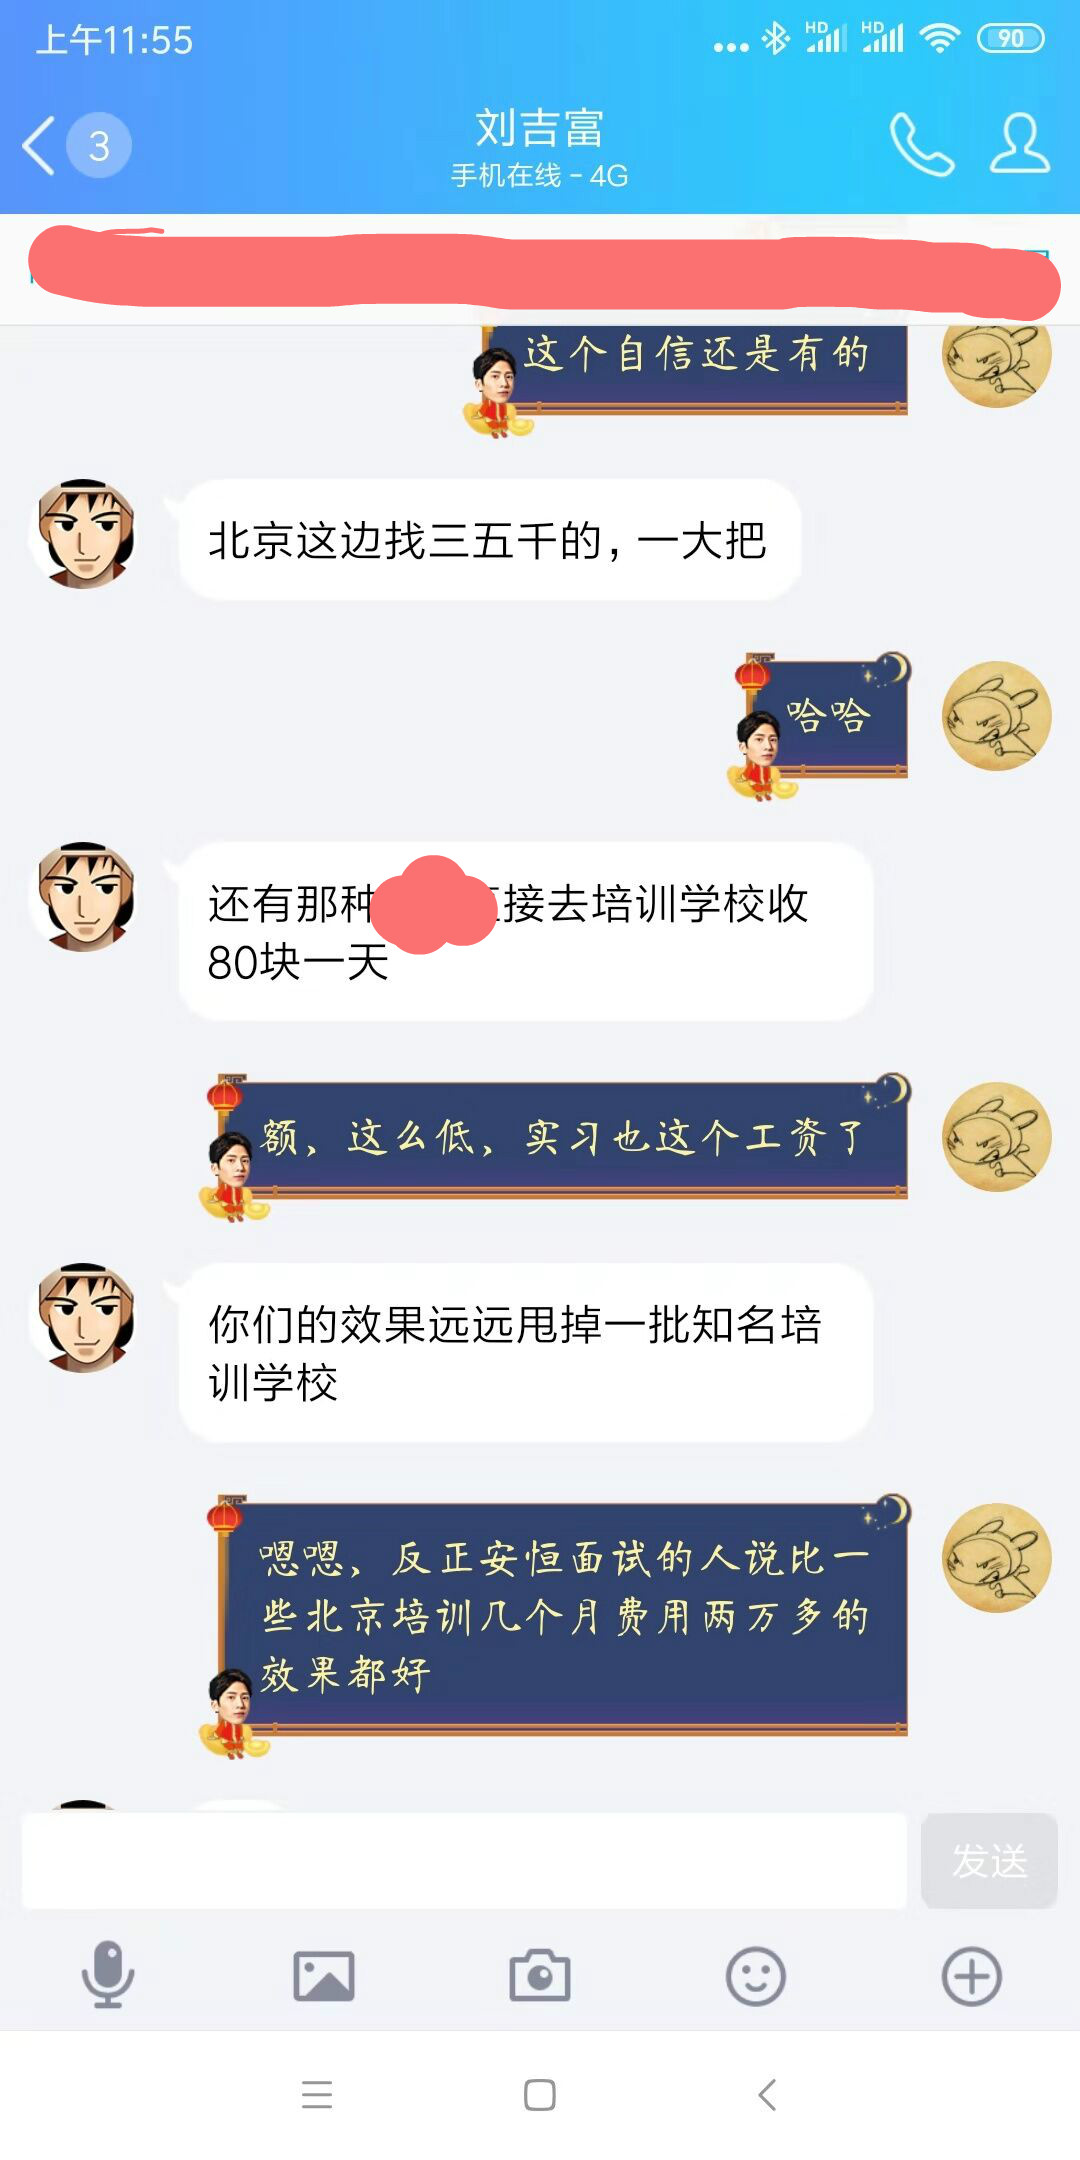 上午11:55
HD
HD
90
3
刘吉富
手机在线 - 4G
这个自信还是有的
北京这边找三五千的，一大把
哈哈
还有那种 接去培训学校收
80块一天
额，这么低，实习也这个工资了
你们的效果远远甩掉一批知名培
训学校
嗯嗯，反正安恒面试的人说比一
些北京培训几个月费用两万多的
效果都好
发送